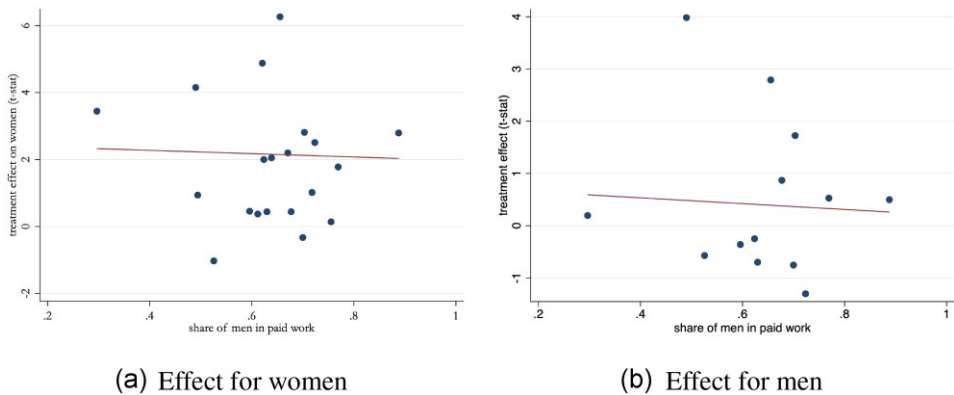 treatment effect on women (t-stat)
6
4
2
0
-2
.2 .4 .6 .8 1
share of men in paid work
(a) Effect for women
treatment effect (t-stat)
4
3
2
1
0
-1
.2 .4 .6 .8 1
share of men in paid work
(b) Effect for men